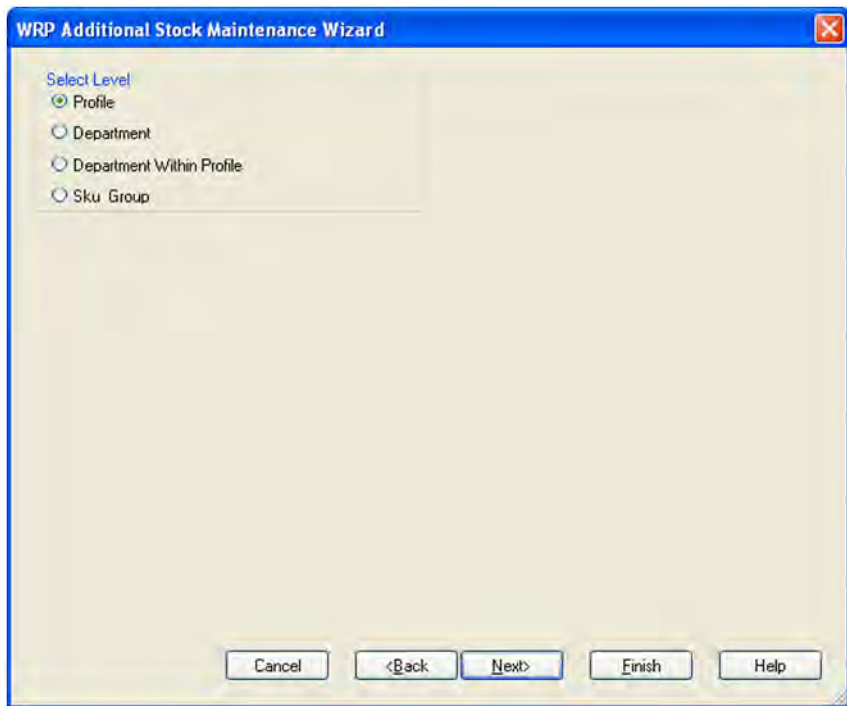 WRP Additional Stock Maintenance Wizard
Select Level
Profile
Department
Department Within Profile
Sku Group
Cancel <Back Next> Finish Help